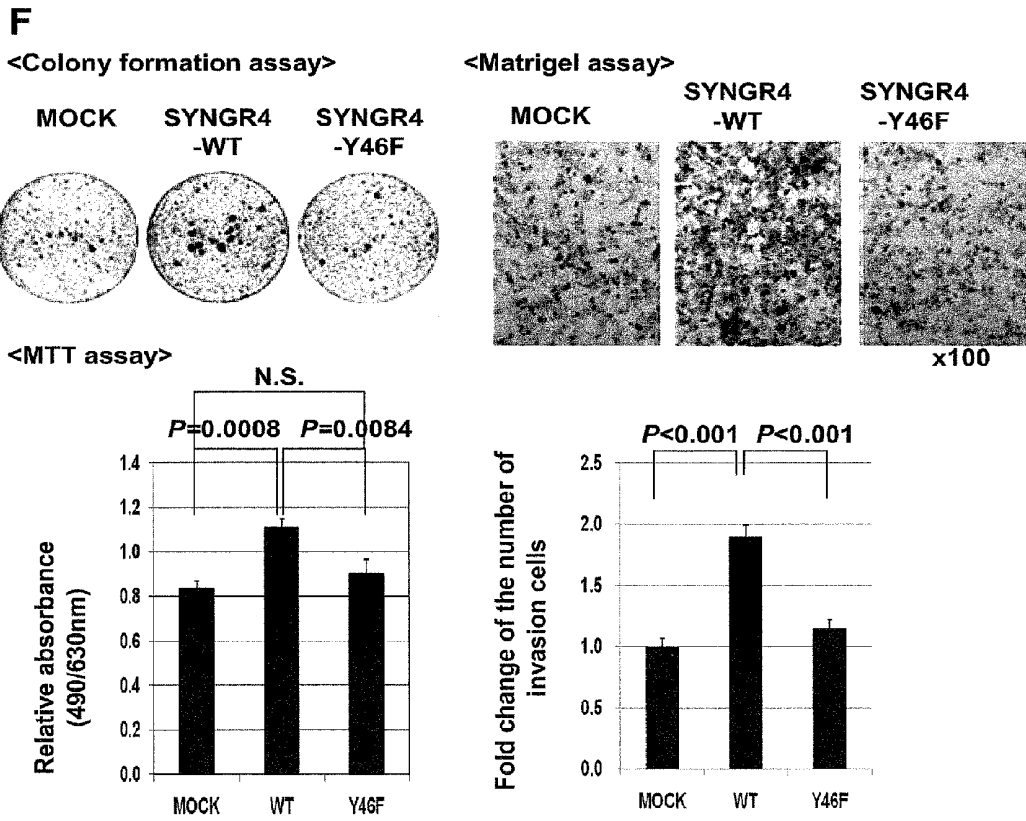 F
<Colony formation assay>
MOCK
SYNGR4
-WT
SYNGR4
-Y46F
<Matrigel assay>
MOCK
SYNGR4
-WT
SYNGR4
-Y46F
x100
<MTT assay>
N.S.
P=0.0008
P=0.0084
Relative absorbance
(490/630nm)
1.4
1.2
1.0
0.8
0.6
0.4
0.2
0.0
MOCK
WT
Y46F
P<0.001
P<0.001
Fold change of the number of
invasion cells
2.5
2.0
1.5
1.0
0.5
0.0
MOCK
WT
Y46F